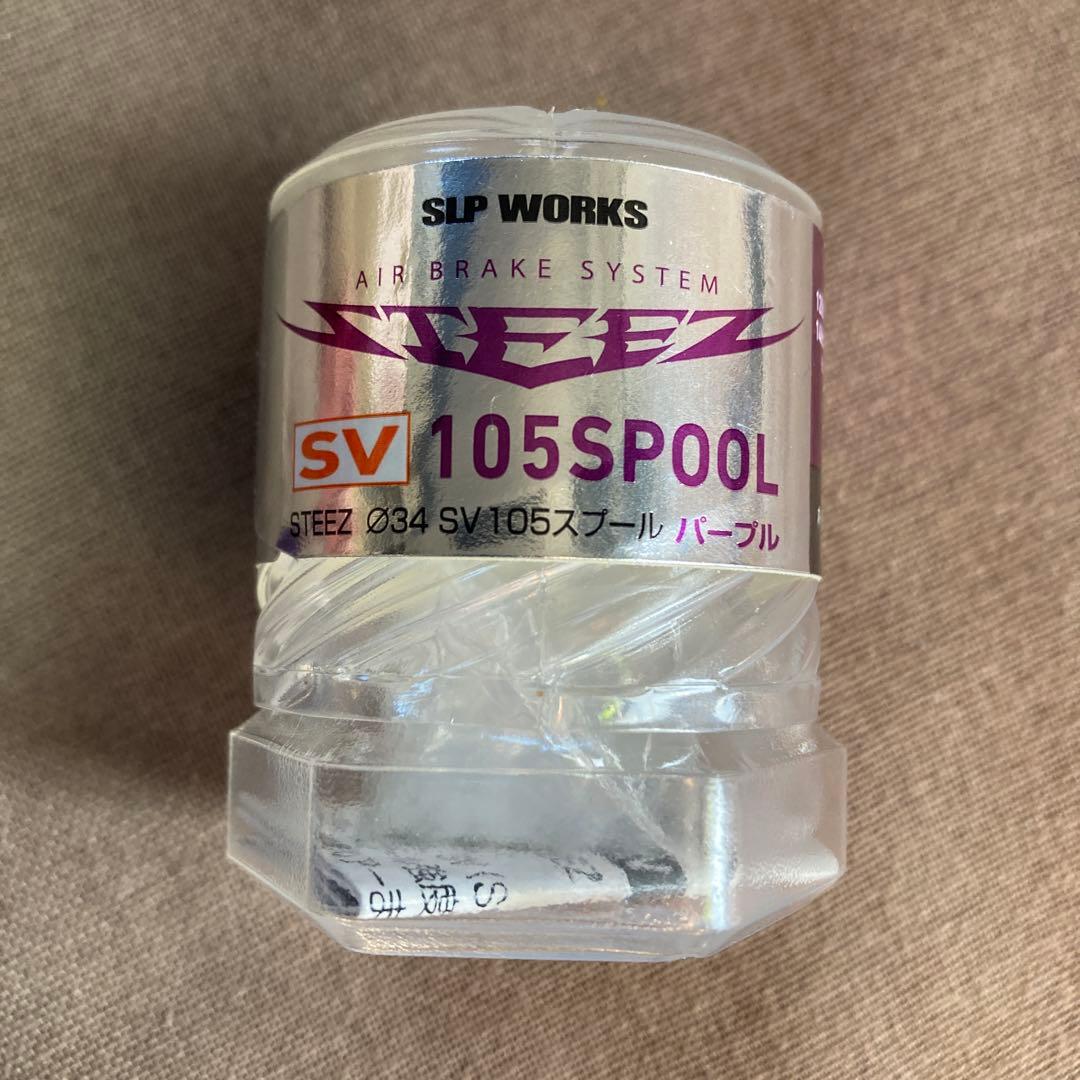 SLP WORKS
AIR BRAKE SYSTEM
STEEZ
SV 105SPOOL
STEEZ Ø34 SV105スプール パープル